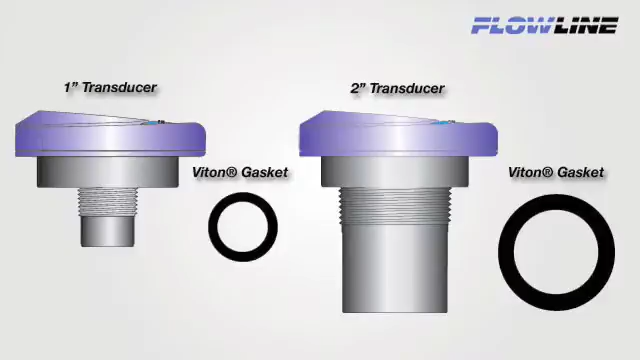 FLOWLINE
1” Transducer
2” Transducer
Viton® Gasket
Viton® Gasket